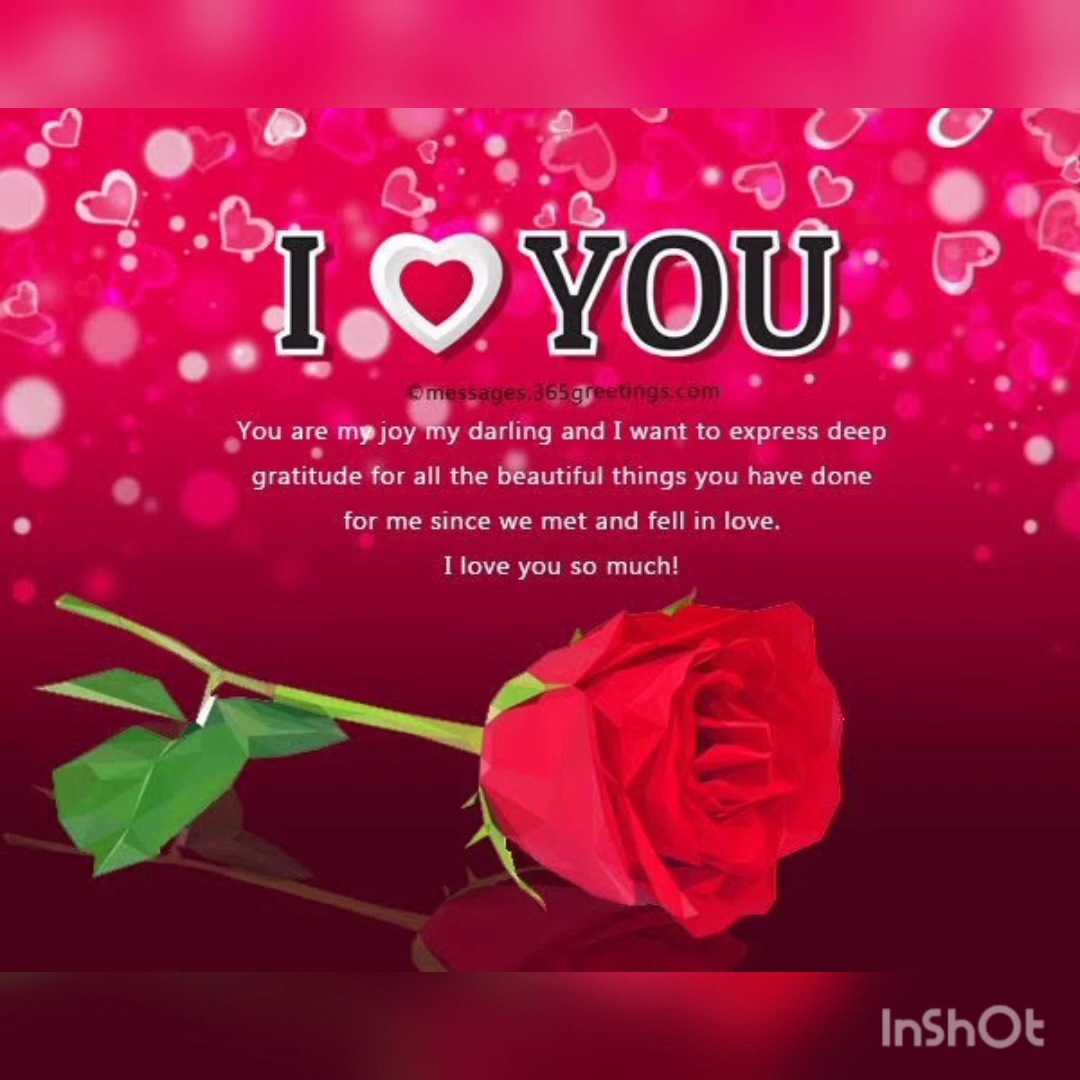 I YOU
©messages.365greetings.com
You are my joy my darling and I want to express deep
gratitude for all the beautiful things you have done
for me since we met and fell in love.
I love you so much!
InShOt